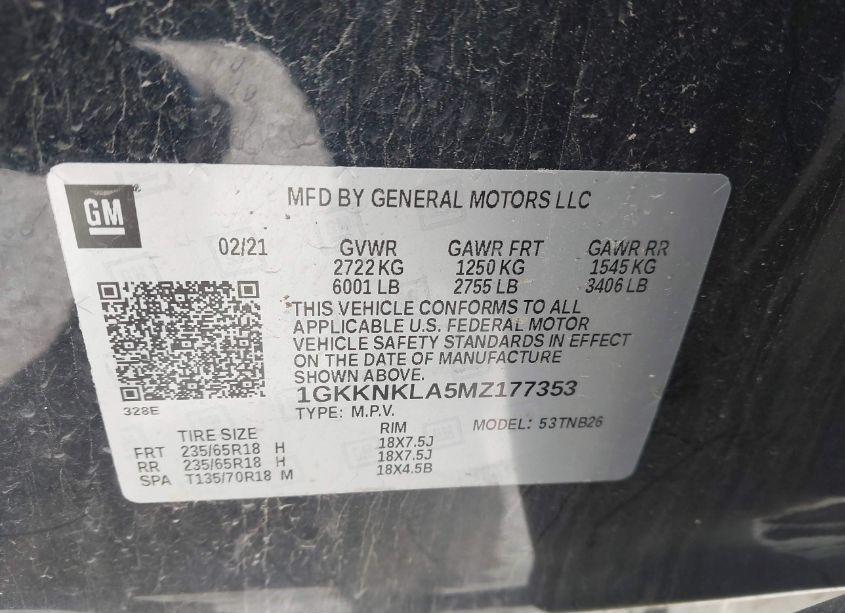 GM
MFD BY GENERAL MOTORS LLC
02/21 GVWR GAWR FRT GAWR RR
2722 KG 1250 KG 1545 KG
6001 LB 2755 LB 3406 LB
THIS VEHICLE CONFORMS TO ALL
APPLICABLE U.S. FEDERAL MOTOR
VEHICLE SAFETY STANDARDS IN EFFECT
ON THE DATE OF MANUFACTURE
SHOWN ABOVE.
1GKKNKLA5MZ177353
328E
TYPE: M.P.V. MODEL: 53TNB26
TIRE SIZE RIM
FRT 235/65R18 H 18X7.5J
RR 235/65R18 H 18X7.5J
SPA T135/70R18 M 18X4.5B